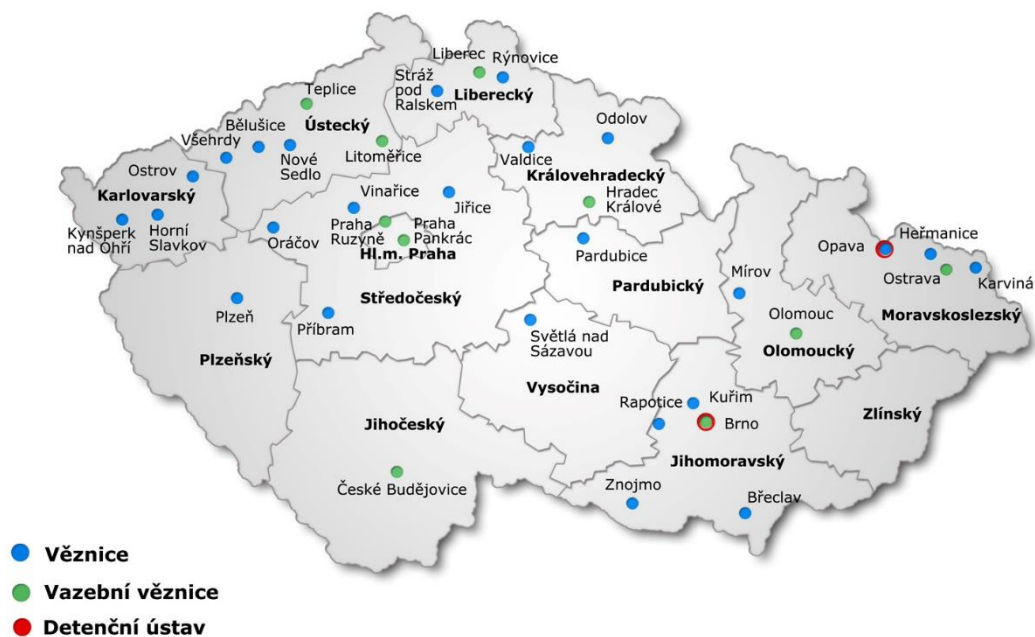 Liberec
Rýnovice
Stráž
pod
Ralskem
Liberecký
Teplice
Ústecký
Odolov
Bělušice
Všehrdy
Nové
Sedlo
Litoměřice
Valdice
Královehradecký
Ostrov
Karlovarský
Vinařice
Jiřice
Hradec
Králové
Kynšperk
nad Ohří
Horní
Slavkov
Oráčov
Praha
Ruzyně
Praha
Pankrác
Hl.m. Praha
Pardubice
Opava
Heřmanice
Ostrava
Karviná
Mírov
Středočeský
Pardubický
Moravskoslezský
Plzeň
Příbram
Olomouc
Světlá nad
Sázavou
Olomoucký
Plzeňský
Vysočina
Rapotice
Kuřim
Zlínský
Jihočeský
Brno
Jihomoravský
České Budějovice
Znojmo
Břeclav
Věznice
Vazební věznice
Detenční ústav